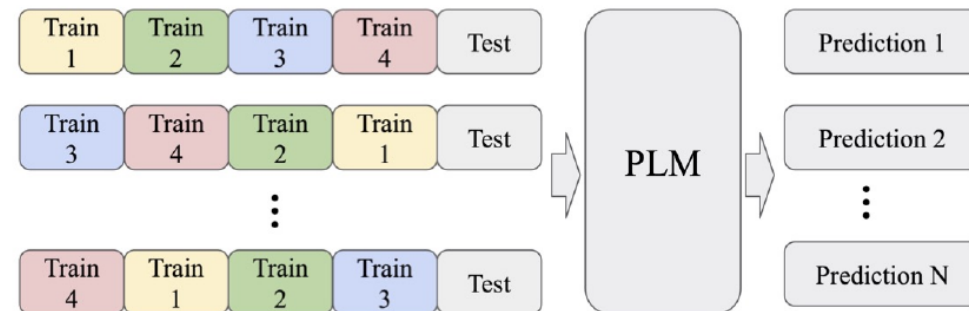 Train Train Train Train Test Prediction 1
1 2 3 4
Train Train Train Train Test Prediction 2
3 4 2 1
PLM
Train Train Train Train Test Prediction N
4 1 2 3